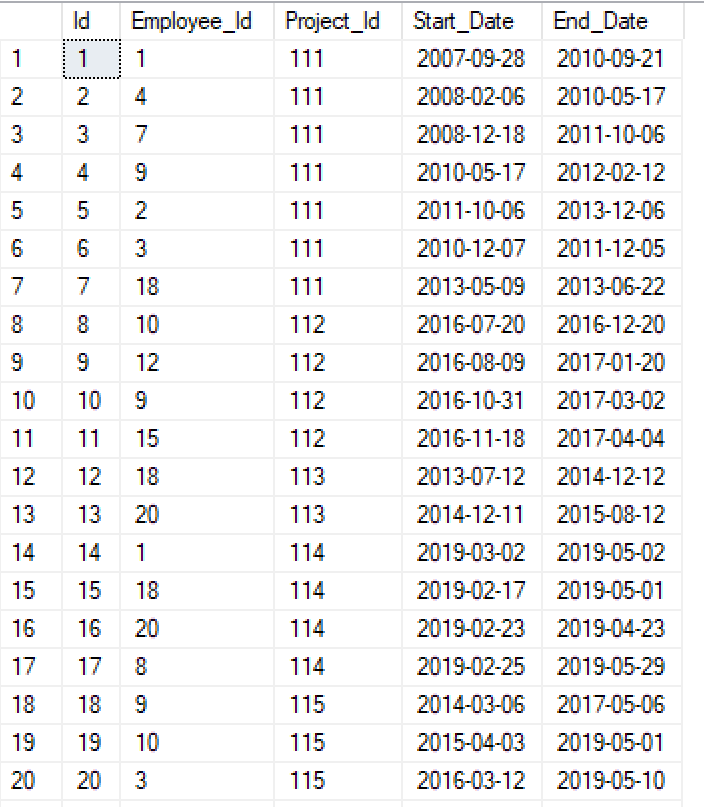 Id Employee_Id Project_Id Start_Date End_Date
1 1 1 111 2007-09-28 2010-09-21
2 2 4 111 2008-02-06 2010-05-17
3 3 7 111 2008-12-18 2011-10-06
4 4 9 111 2010-05-17 2012-02-12
5 5 2 111 2011-10-06 2013-12-06
6 6 3 111 2010-12-07 2011-12-05
7 7 18 111 2013-05-09 2013-06-22
8 8 10 112 2016-07-20 2016-12-20
9 9 12 112 2016-08-09 2017-01-20
10 10 9 112 2016-10-31 2017-03-02
11 11 15 112 2016-11-18 2017-04-04
12 12 18 113 2013-07-12 2014-12-12
13 13 20 113 2014-12-11 2015-08-12
14 14 1 114 2019-03-02 2019-05-02
15 15 18 114 2019-02-17 2019-05-01
16 16 20 114 2019-02-23 2019-04-23
17 17 8 114 2019-02-25 2019-05-29
18 18 9 115 2014-03-06 2017-05-06
19 19 10 115 2015-04-03 2019-05-01
20 20 3 115 2016-03-12 2019-05-10